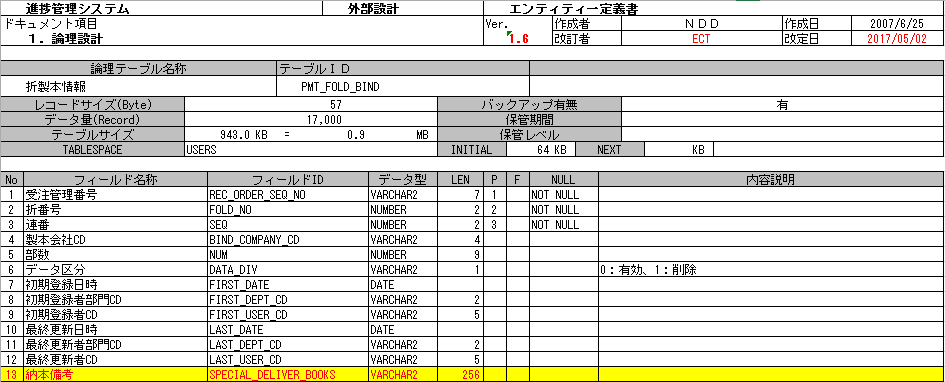 進捗管理システム 外部設計 エンティティー定義書
ドキュメント項目 Ver. 作成者 NDD 作成日 2007/6/25
1.論理設計 1.6 改訂者 ECT 改定日 2017/05/02
論理テーブル名称 テーブルID
折製本情報 PMT_FOLD_BIND
レコードサイズ(Byte) 57 バックアップ有無 有
データ量(Record) 17,000 保管期間
テーブルサイズ 943.0 KB = 0.9 MB 保管レベル
TABLESPACE USERS INITIAL 64 KB NEXT KB
No フィールド名称 フィールドID データ型 LEN P F NULL 内容説明
1 受注管理番号 REC_ORDER_SEQ_NO VARCHAR2 7 1 NOT NULL
2 折番号 FOLD_NO NUMBER 2 2 NOT NULL
3 連番 SEQ NUMBER 2 3 NOT NULL
4 製本会社CD BIND_COMPANY_CD VARCHAR2 4
5 部数 NUM NUMBER 9
6 データ区分 DATA_DIV VARCHAR2 1 0:有効、1:削除
7 初期登録日時 FIRST_DATE DATE
8 初期登録者部門CD FIRST_DEPT_CD VARCHAR2 2
9 初期登録者CD FIRST_USER_CD VARCHAR2 5
10 最終更新日時 LAST_DATE DATE
11 最終更新者部門CD LAST_DEPT_CD VARCHAR2 2
12 最終更新者CD LAST_USER_CD VARCHAR2 5
13 納本備考 SPECIAL_DELIVER_BOOKS VARCHAR2 256